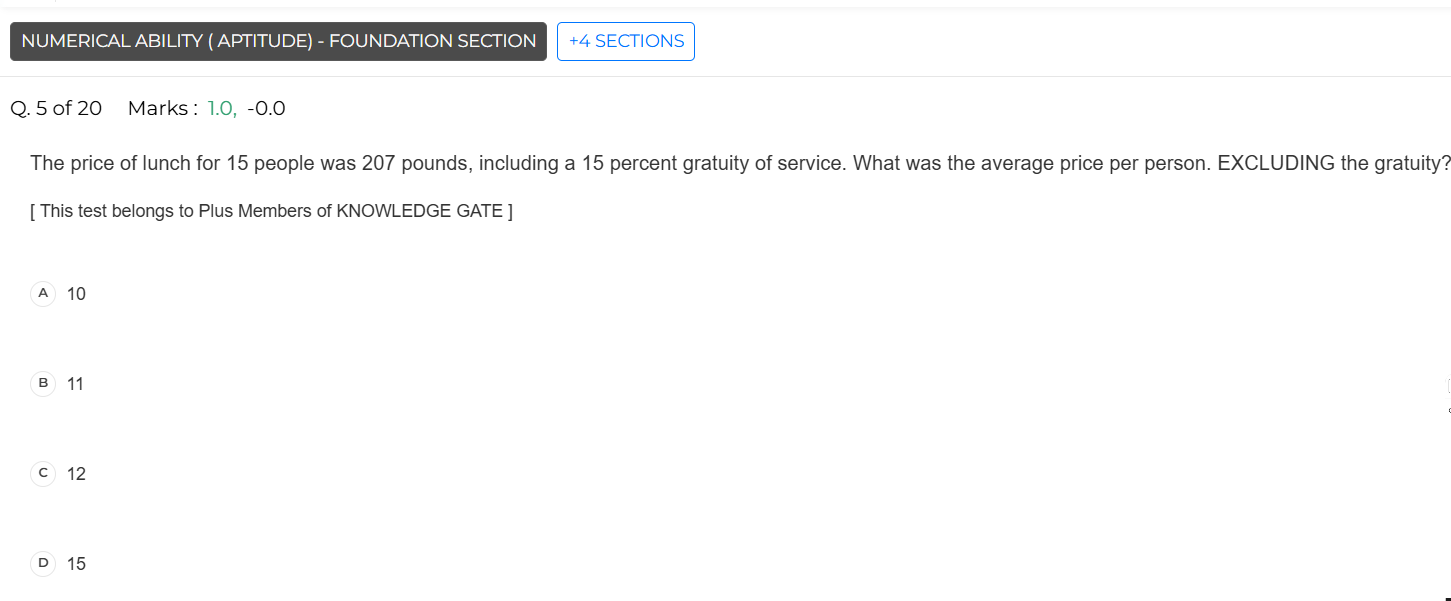 NUMERICAL ABILITY ( APTITUDE) - FOUNDATION SECTION +4 SECTIONS
Q. 5 of 20 Marks : 1.0, -0.0
The price of lunch for 15 people was 207 pounds, including a 15 percent gratuity of service. What was the average price per person. EXCLUDING the gratuity?
[ This test belongs to Plus Members of KNOWLEDGE GATE ]
A 10
B 11
C 12
D 15